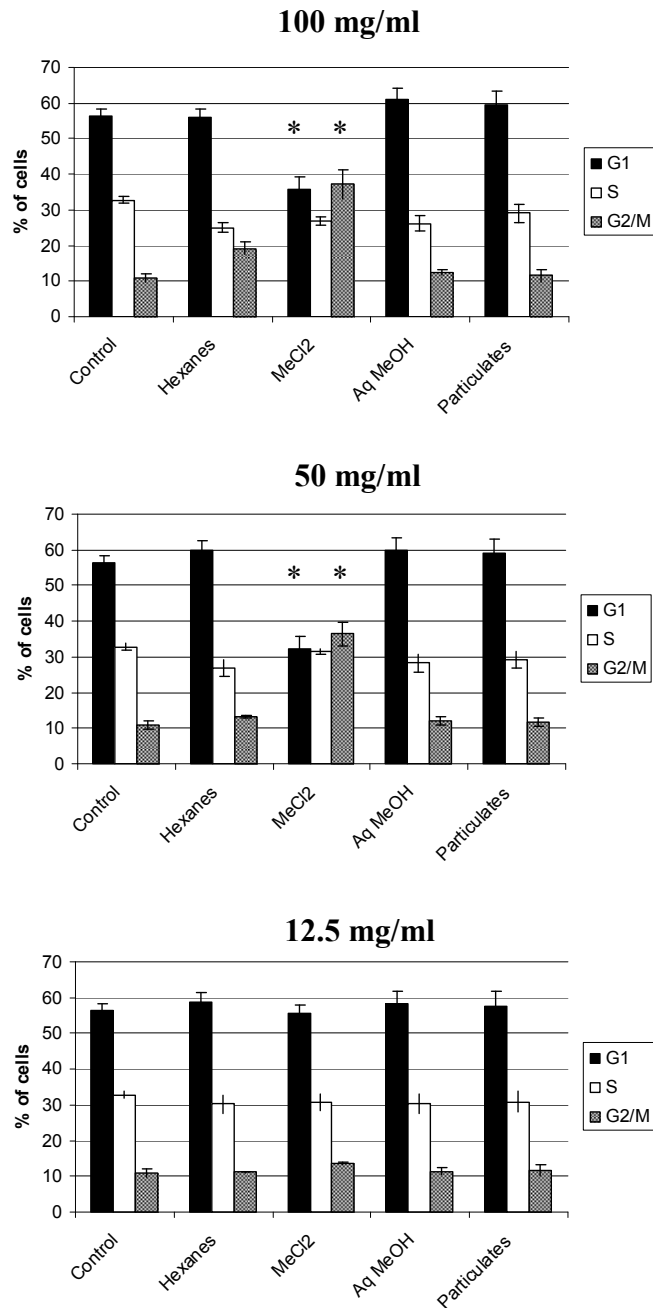 100 mg/ml
70
60
50
40
30
20
10
0
% of cells
* *
G1
S
G2/M
Control
Hexanes
MeCl2
Aq MeOH
Particulates
50 mg/ml
70
60
50
40
30
20
10
0
% of cells
* *
G1
S
G2/M
Control
Hexanes
MeCl2
Aq MeOH
Particulates
12.5 mg/ml
70
60
50
40
30
20
10
0
% of cells
G1
S
G2/M
Control
Hexanes
MeCl2
Aq MeOH
Particulates